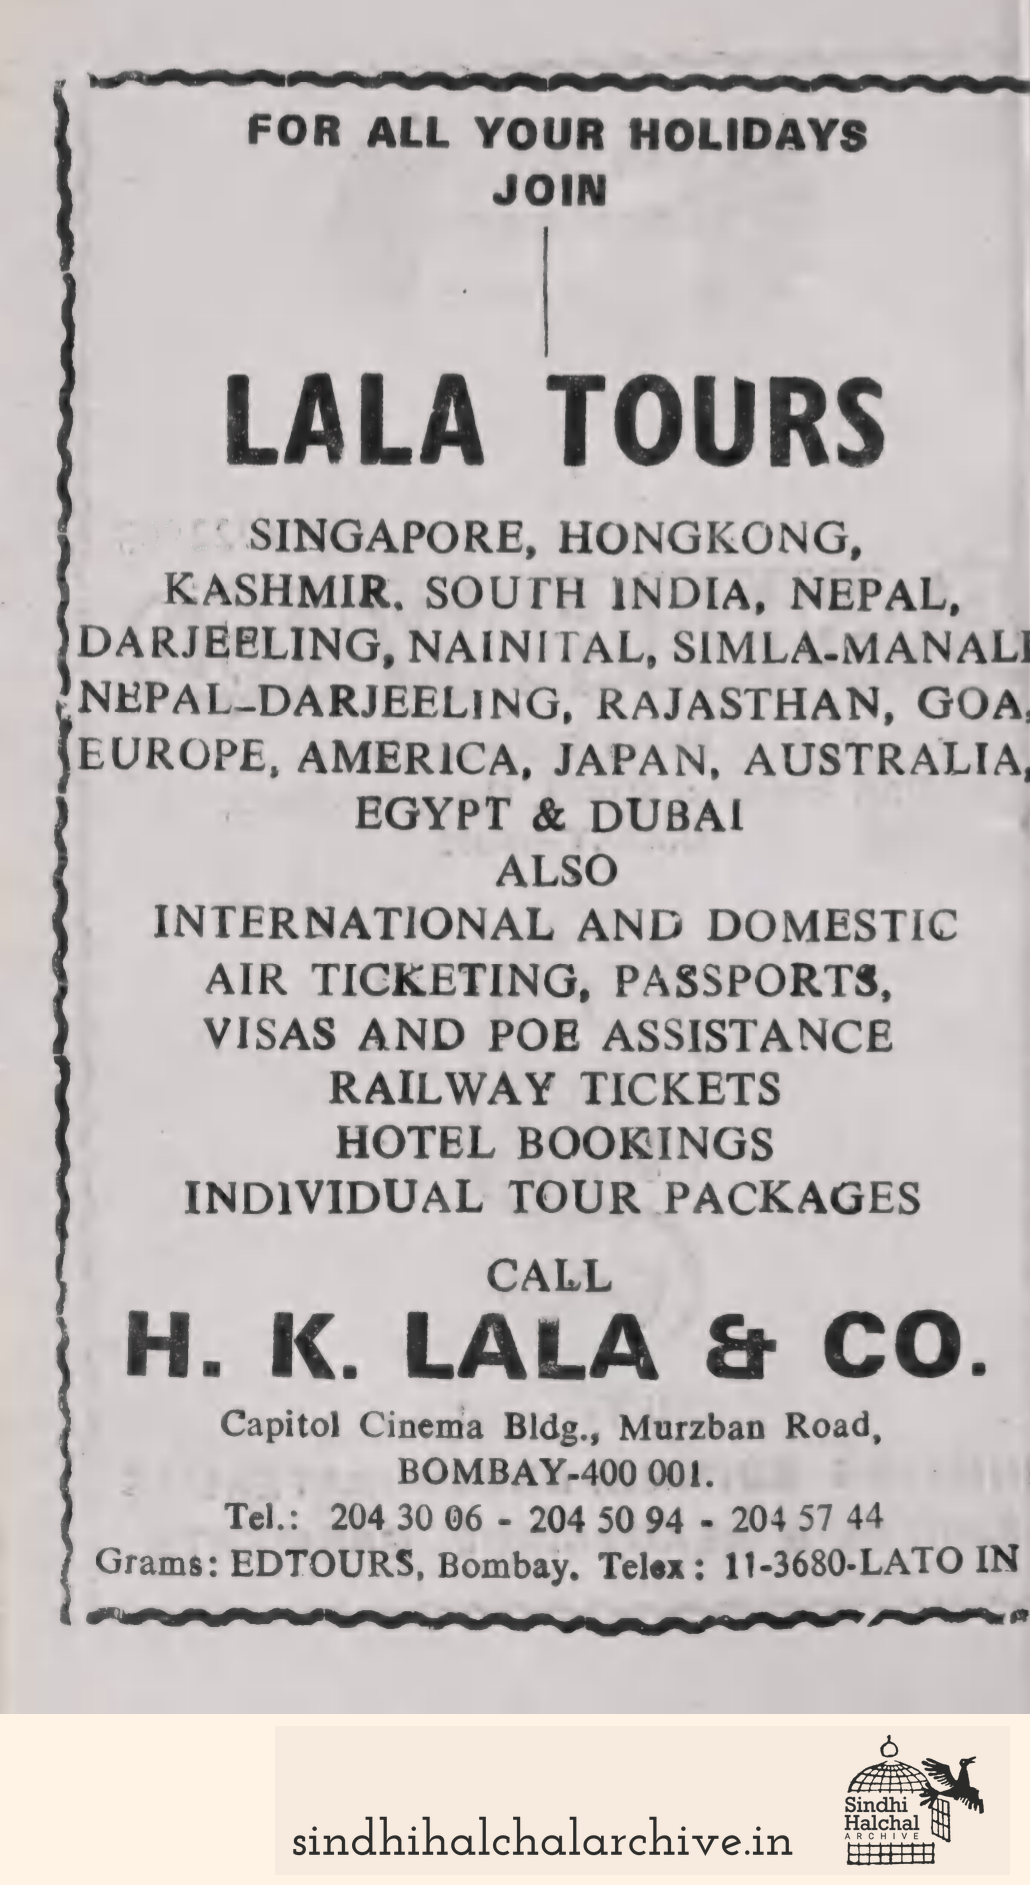 FOR ALL YOUR HOLIDAYS
JOIN
LALA TOURS
SINGAPORE, HONGKONG,
KASHMIR. SOUTH INDIA, NEPAL,
DARJEELING, NAINITAL, SIMLA-MANALI
NEPAL-DARJEELING, RAJASTHAN, GOA,
EUROPE, AMERICA, JAPAN, AUSTRALIA,
EGYPT & DUBAI
ALSO
INTERNATIONAL AND DOMESTIC
AIR TICKETING, PASSPORTS,
VISAS AND POE ASSISTANCE
RAILWAY TICKETS
HOTEL BOOKINGS
INDIVIDUAL TOUR PACKAGES
CALL
H. K. LALA & CO.
Capitol Cinema Bldg., Murzban Road,
BOMBAY-400 001.
Tel.: 204 30 06 - 204 50 94 - 204 57 44
Grams: EDTOURS, Bombay. Telex: 11-3680-LATO IN
sindhihalchalarchive.in
Sindhi
Halchal
ARCHIVE